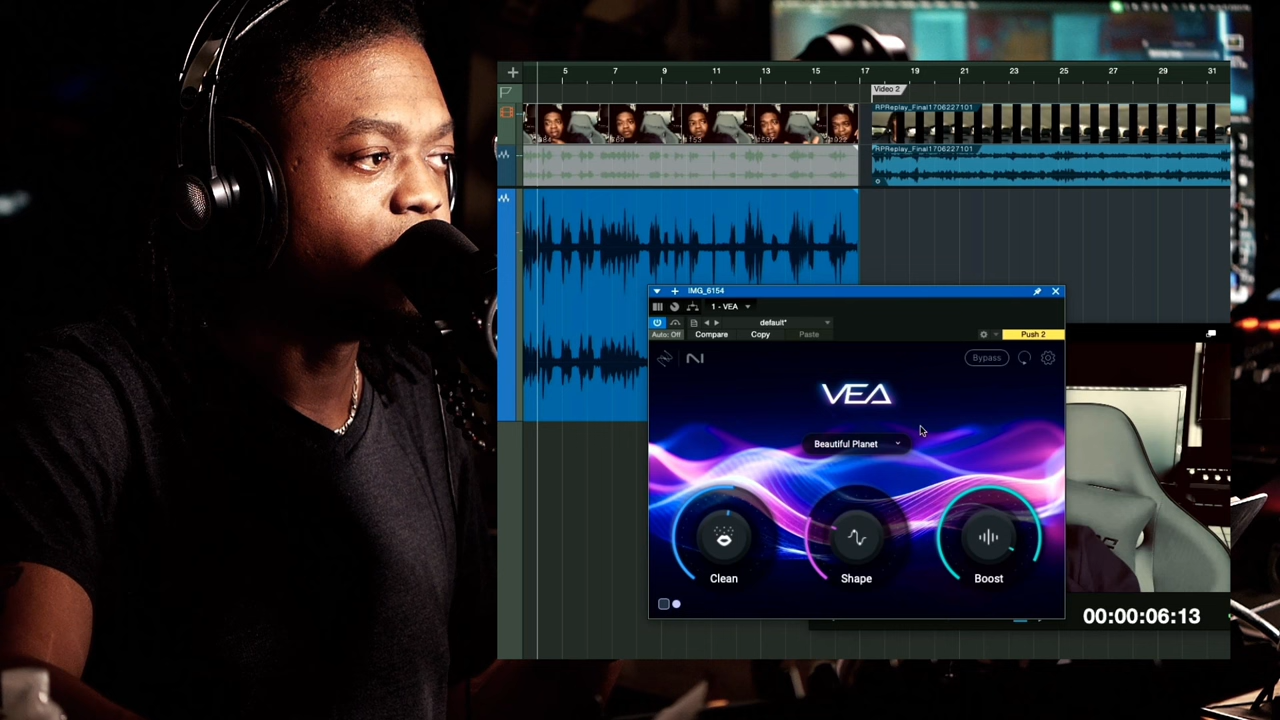 5 7 9 11 13 15 17 19 21 23 25 27 29 31
Video 2
RPReplay_Final1706227101
RPReplay_Final1706227101
IMG_6154
1 - VEA
default*
Auto: Off Compare Copy Paste Push 2
Bypass
VEA
Beautiful Planet
Clean Shape Boost
00:00:06:13